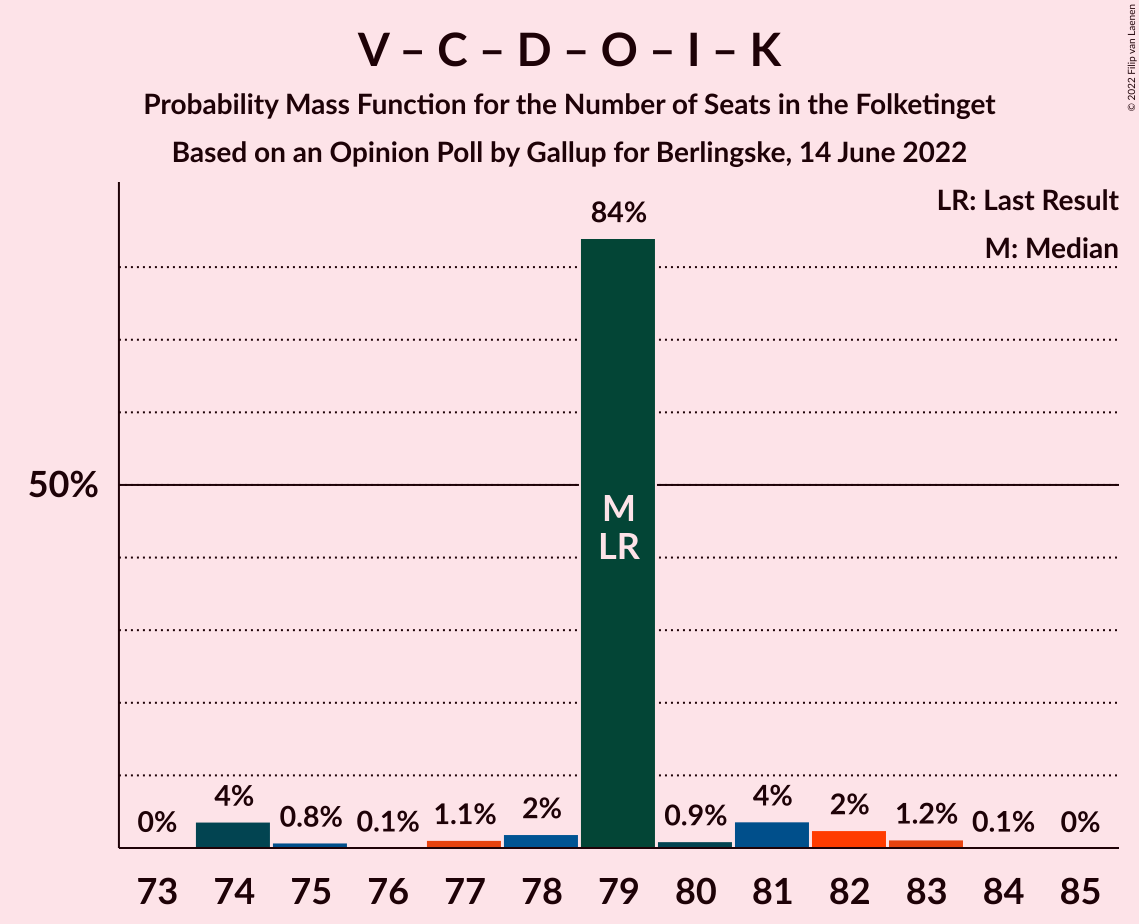 V – C – D – O – I – K
Probability Mass Function for the Number of Seats in the Folketinget
Based on an Opinion Poll by Gallup for Berlingske, 14 June 2022
© 2022 Filip van Laenen
LR: Last Result
M: Median
84%
50%
M
LR
0% 4% 0.8% 0.1% 1.1% 2% 0.9% 4% 2% 1.2% 0.1% 0%
73 74 75 76 77 78 79 80 81 82 83 84 85